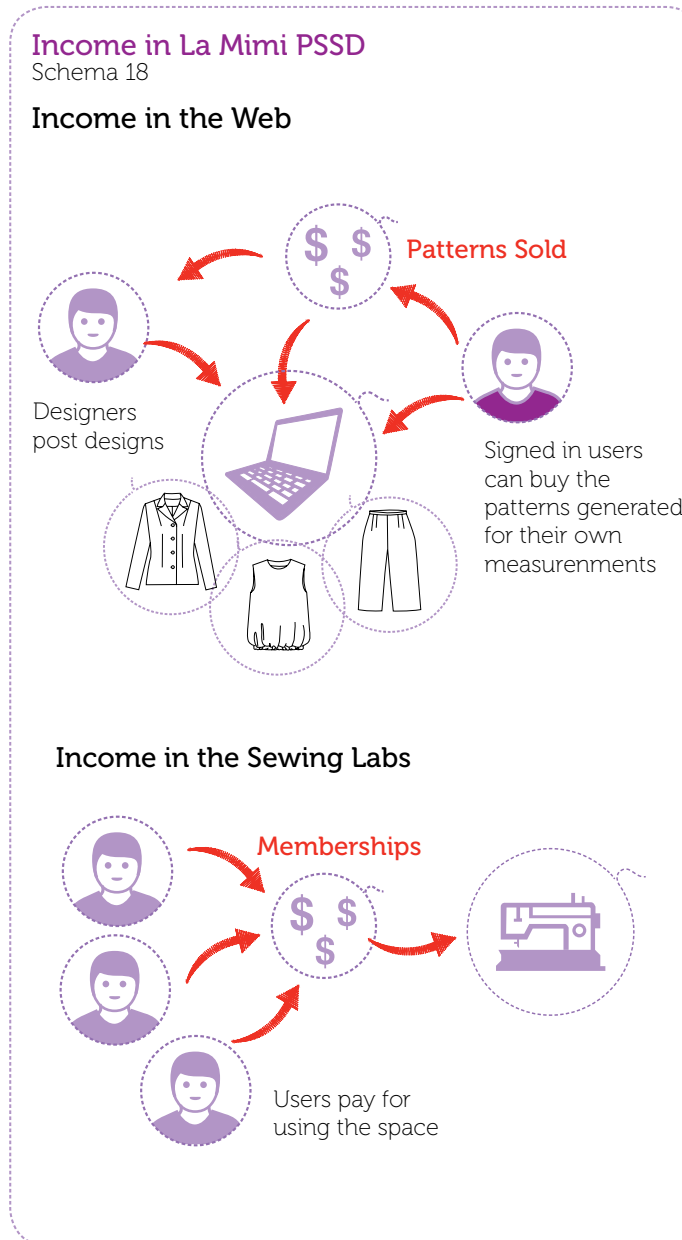 Income in La Mimi PSSD
Schema 18
Income in the Web
$ $ $
Patterns Sold
Designers
post designs
Signed in users
can buy the
patterns generated
for their own
measurenments
Income in the Sewing Labs
Memberships
$ $ $
Users pay for
using the space